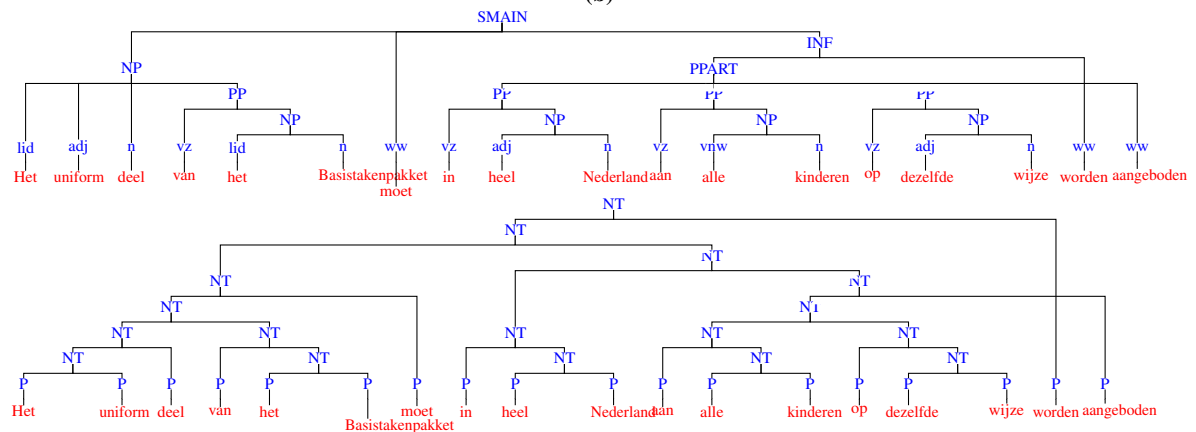 (b)
SMAIN
INF
NP PPART
PP PP PP PP
NP NP NP NP
lid adj n vz lid n ww vz adj n vz vnw n vz adj n ww ww
Het uniform deel van het Basistakenpakket moet in heel Nederland aan alle kinderen op dezelfde wijze worden aangeboden
NT
NT
NT
NT NT
NT NT
NT NT NT NT NT
NT NT NT NT NT
P P P P P P P P P P P P P P P P P P
Het uniform deel van het Basistakenpakket moet in heel Nederland aan alle kinderen op dezelfde wijze worden aangeboden